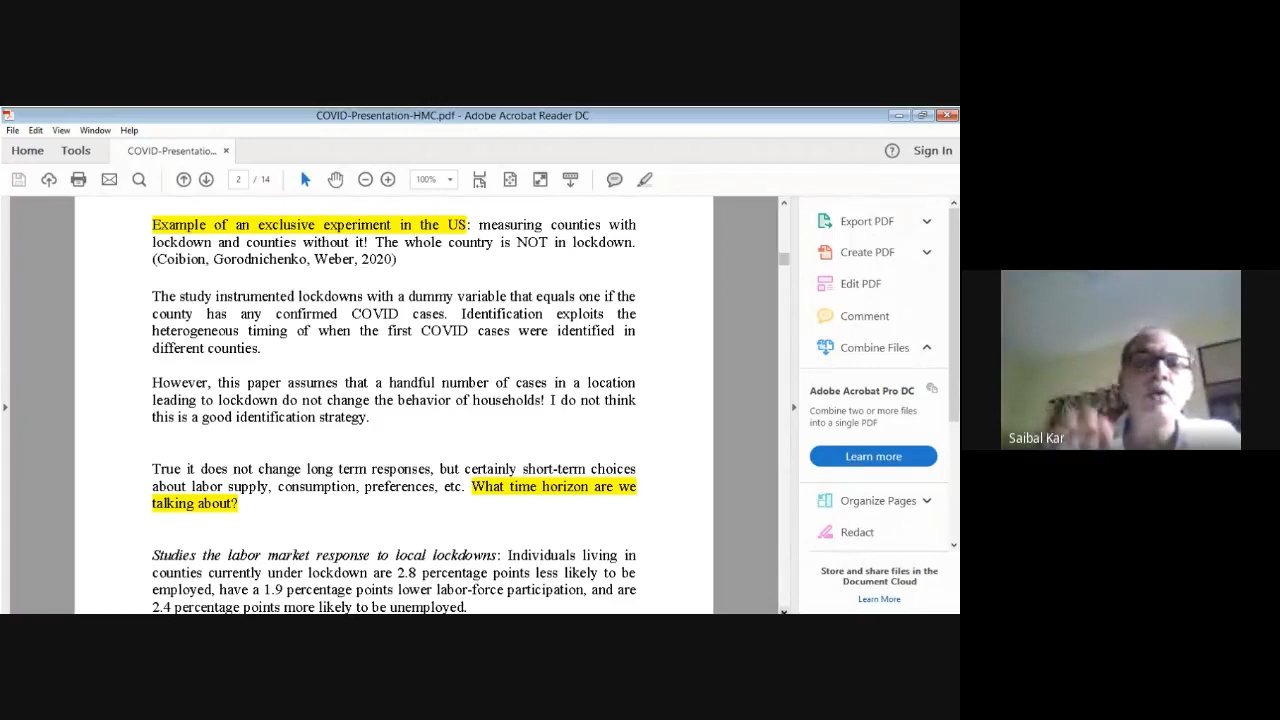 COVID-Presentation-HMC.pdf - Adobe Acrobat Reader DC
File Edit View Window Help
Home Tools COVID-Presentatio... × Sign In
2 / 14 100%
Example of an exclusive experiment in the US: measuring counties with
lockdown and counties without it! The whole country is NOT in lockdown.
(Coibion, Gorodnichenko, Weber, 2020)
The study instrumented lockdowns with a dummy variable that equals one if the
county has any confirmed COVID cases. Identification exploits the
heterogeneous timing of when the first COVID cases were identified in
different counties.
However, this paper assumes that a handful number of cases in a location
leading to lockdown do not change the behavior of households! I do not think
this is a good identification strategy.
True it does not change long term responses, but certainly short-term choices
about labor supply, consumption, preferences, etc. What time horizon are we
talking about?
Studies the labor market response to local lockdowns: Individuals living in
counties currently under lockdown are 2.8 percentage points less likely to be
employed, have a 1.9 percentage points lower labor-force participation, and are
2.4 percentage points more likely to be unemployed.
Export PDF
Create PDF
Edit PDF
Comment
Combine Files
Adobe Acrobat Pro DC
Combine two or more files
into a single PDF
Learn more
Organize Pages
Redact
Store and share files in the
Document Cloud
Learn More
Saibal Kar